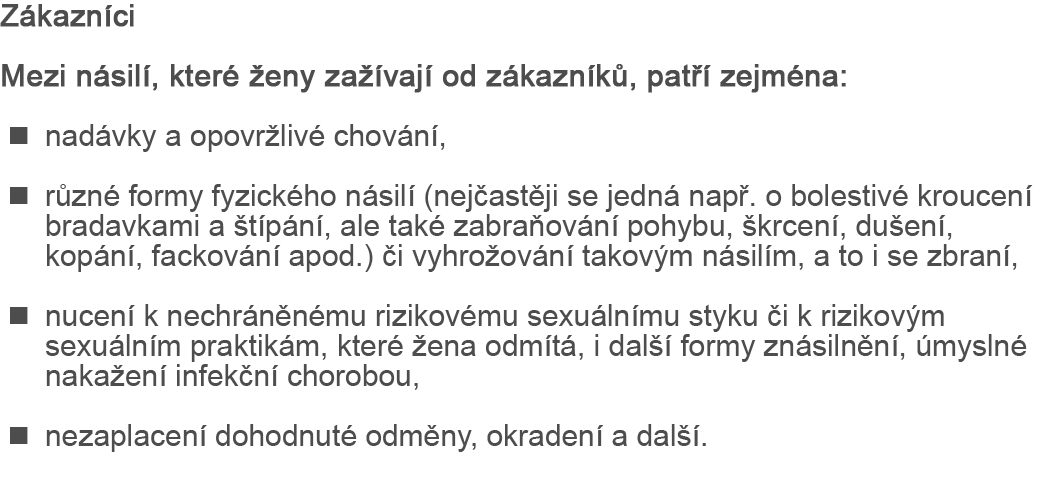 Zákazníci
Mezi násilí, které ženy zažívají od zákazníků, patří zejména:
■ nadávky a opovržlivé chování,
■ různé formy fyzického násilí (nejčastěji se jedná např. o bolestivé kroucení
bradavkami a štípání, ale také zabraňování pohybu, škrcení, dušení,
kopání, fackování apod.) či vyhrožování takovým násilím, a to i se zbraní,
■ nucení k nechráněnému rizikovému sexuálnímu styku či k rizikovým
sexuálním praktikám, které žena odmítá, i další formy znásilnění, úmyslné
nakažení infekční chorobou,
■ nezaplacení dohodnuté odměny, okradení a další.